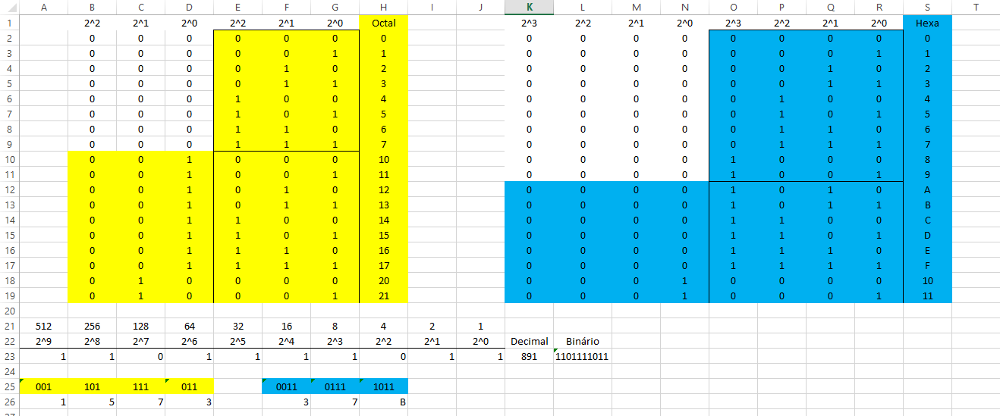 A B C D E F G H I J K L M N O P Q R S T
1 2^2 2^1 2^0 2^2 2^1 2^0 Octal 2^3 2^2 2^1 2^0 2^3 2^2 2^1 2^0 Hexa
2 0 0 0 0 0 0 0 0 0 0 0 0 0 0 0 0
3 0 0 0 0 0 1 1 0 0 0 0 0 0 0 1 1
4 0 0 0 0 1 0 2 0 0 0 0 0 0 1 0 2
5 0 0 0 0 1 1 3 0 0 0 0 0 0 1 1 3
6 0 0 0 1 0 0 4 0 0 0 0 0 1 0 0 4
7 0 0 0 1 0 1 5 0 0 0 0 0 1 0 1 5
8 0 0 0 1 1 0 6 0 0 0 0 0 1 1 0 6
9 0 0 0 1 1 1 7 0 0 0 0 0 1 1 1 7
10 0 0 1 0 0 0 10 0 0 0 0 1 0 0 0 8
11 0 0 1 0 0 1 11 0 0 0 0 1 0 0 1 9
12 0 0 1 0 1 0 12 0 0 0 0 1 0 1 0 A
13 0 0 1 0 1 1 13 0 0 0 0 1 0 1 1 B
14 0 0 1 1 0 0 14 0 0 0 0 1 1 0 0 C
15 0 0 1 1 0 1 15 0 0 0 0 1 1 0 1 D
16 0 0 1 1 1 0 16 0 0 0 0 1 1 1 0 E
17 0 0 1 1 1 1 17 0 0 0 0 1 1 1 1 F
18 0 1 0 0 0 0 20 0 0 0 1 0 0 0 0 10
19 0 1 0 0 0 1 21 0 0 0 1 0 0 0 1 11
20
21 512 256 128 64 32 16 8 4 2 1
22 2^9 2^8 2^7 2^6 2^5 2^4 2^3 2^2 2^1 2^0 Decimal Binário
23 1 1 0 1 1 1 1 0 1 1 891 1101111011
24
25 001 101 111 011 0011 0111 1011
26 1 5 7 3 3 7 B